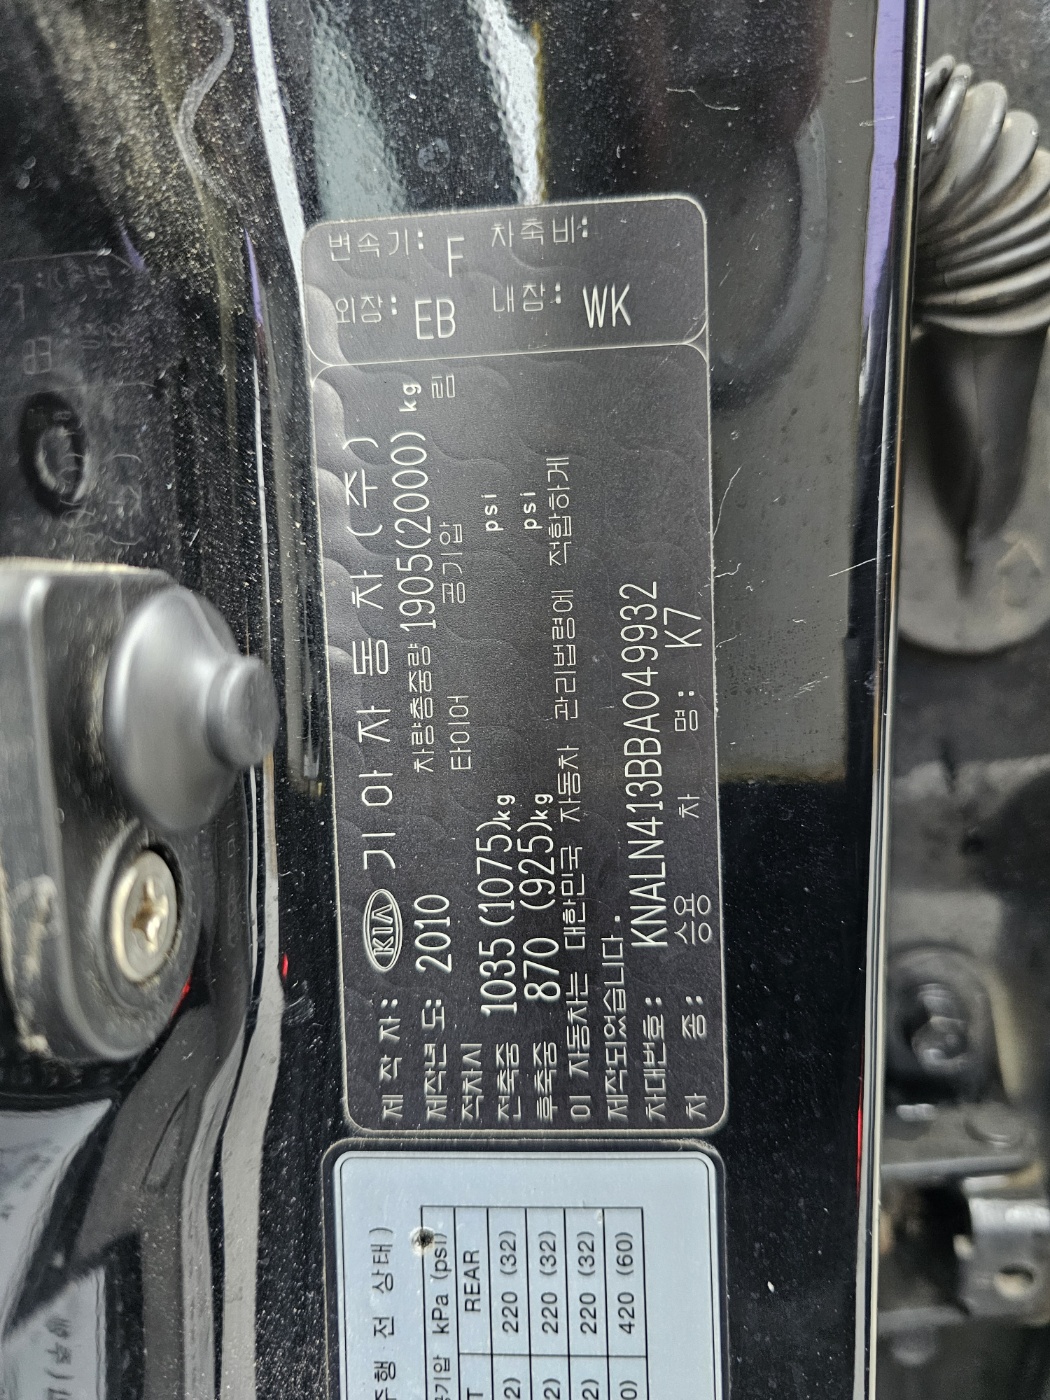 제 작 자: KIA 기아자동차(주)
제작년 도: 2010 차량총중량 1905(2000) kg
착차시 타이어 공기압 림
전축중 1035 (1075)kg psi
후축중 870 (925)kg psi
이 자동차는 대한민국 자동차 관리법령에 적합하게
제작되었습니다.
차대번호: KNALN413BBA049932
차 종: 승용 차 명: K7
외장: EB 변속기: F
내장: WK 차축비:
주행 전 상태)
공기압 kPa (psi)
REAR
220 (32)
220 (32)
220 (32)
420 (60)